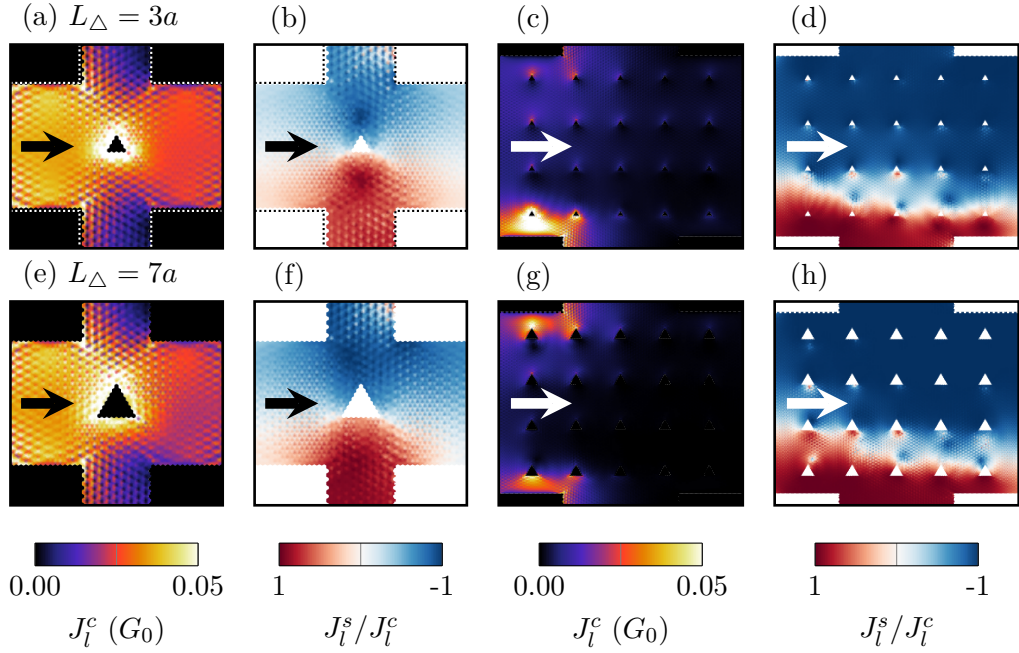 (a) $L_\triangle = 3a$ (b) (c) (d)
(e) $L_\triangle = 7a$ (f) (g) (h)
0.00 0.05 1 -1 0.00 0.05 1 -1
$J_l^c$ ($G_0$) $J_l^s/J_l^c$ $J_l^c$ ($G_0$) $J_l^s/J_l^c$